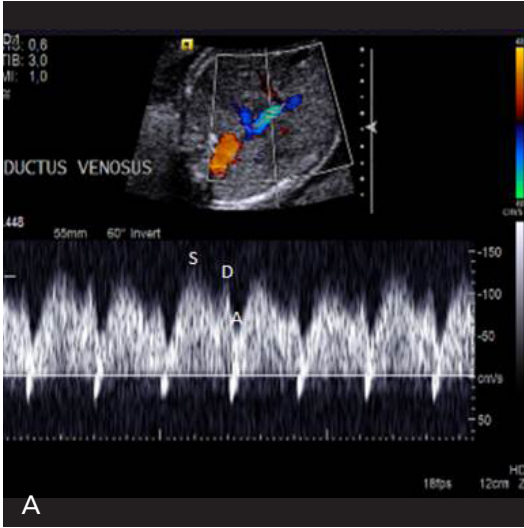 TIS: 0,6
TIB: 3,0
MI: 1,0
DUCTUS VENOSUS
.448
55mm 60° Invert
S
D
A
-150
-100
-50
cm/s
50
18fps 12cm
A